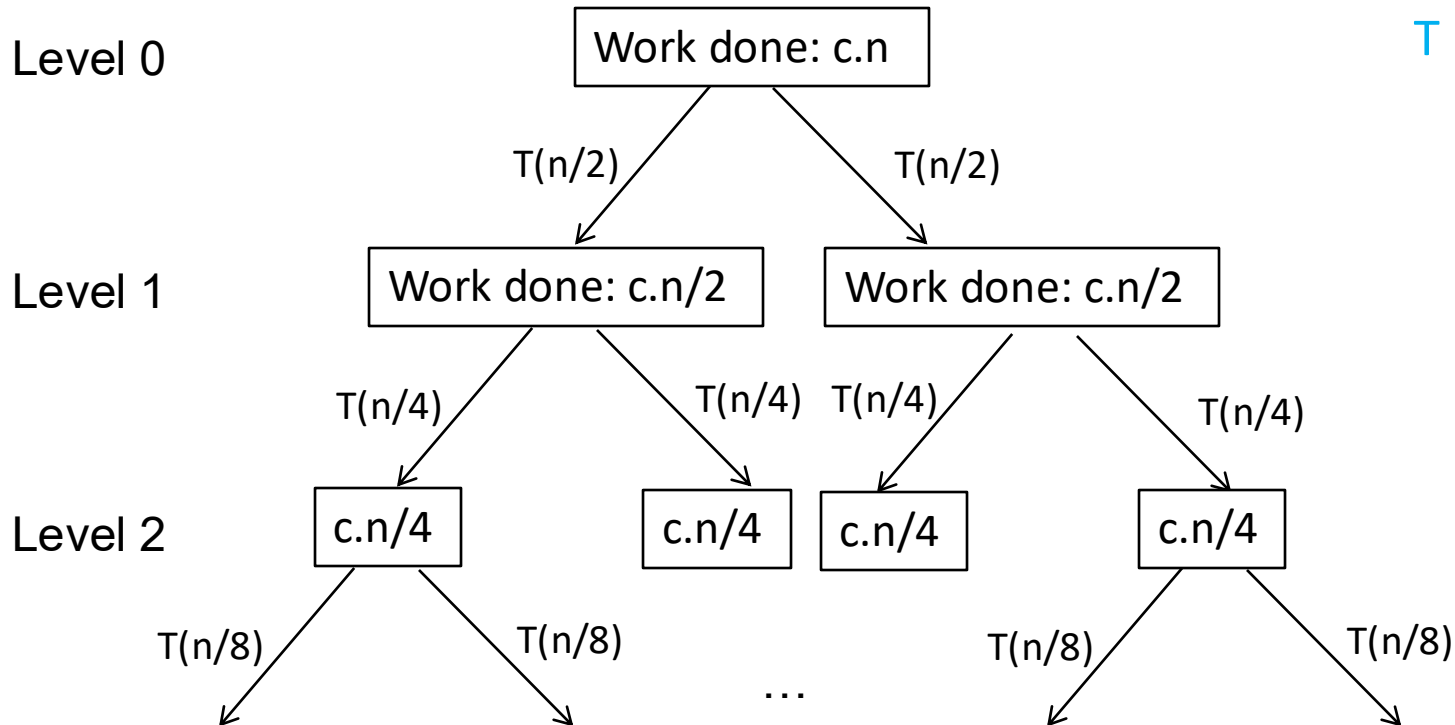 T
Level 0
Work done: c.n
T(n/2)
T(n/2)
Level 1
Work done: c.n/2
Work done: c.n/2
T(n/4)
T(n/4)
T(n/4)
T(n/4)
Level 2
c.n/4
c.n/4
c.n/4
c.n/4
T(n/8)
T(n/8)
T(n/8)
T(n/8)
...